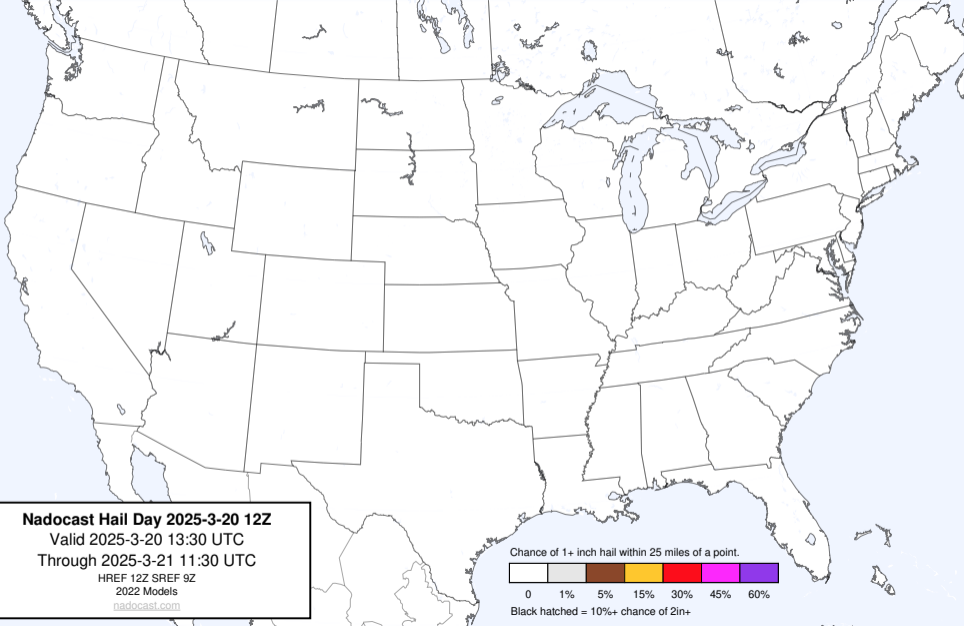 Nadocast Hail Day 2025-3-20 12Z
Valid 2025-3-20 13:30 UTC
Through 2025-3-21 11:30 UTC
HREF 12Z SREF 9Z
2022 Models
nadocast.com
Chance of 1+ inch hail within 25 miles of a point.
0 1% 5% 15% 30% 45% 60%
Black hatched = 10%+ chance of 2in+